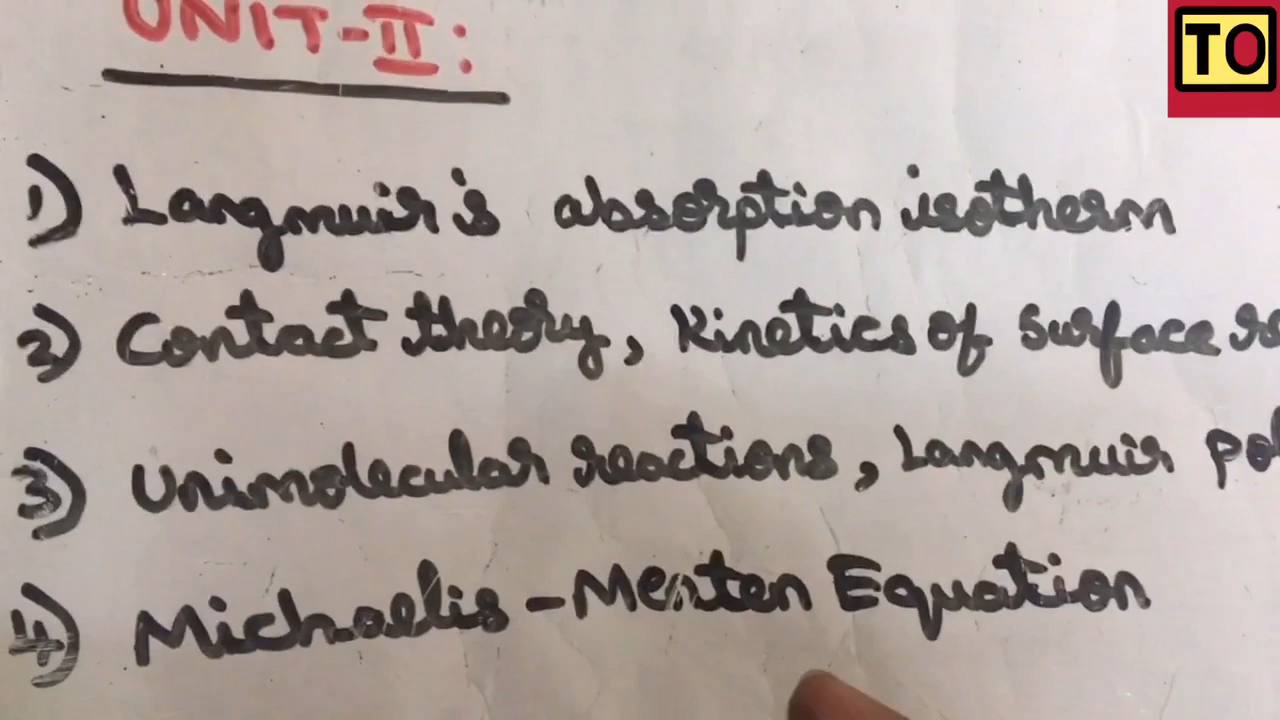 TO
UNIT-II:
1) Langmuir's absorption isotherm
2) Contact theory, Kinetics of Surface
3) Unimolecular reactions, Langmuir
4) Michaelis-Menten Equation